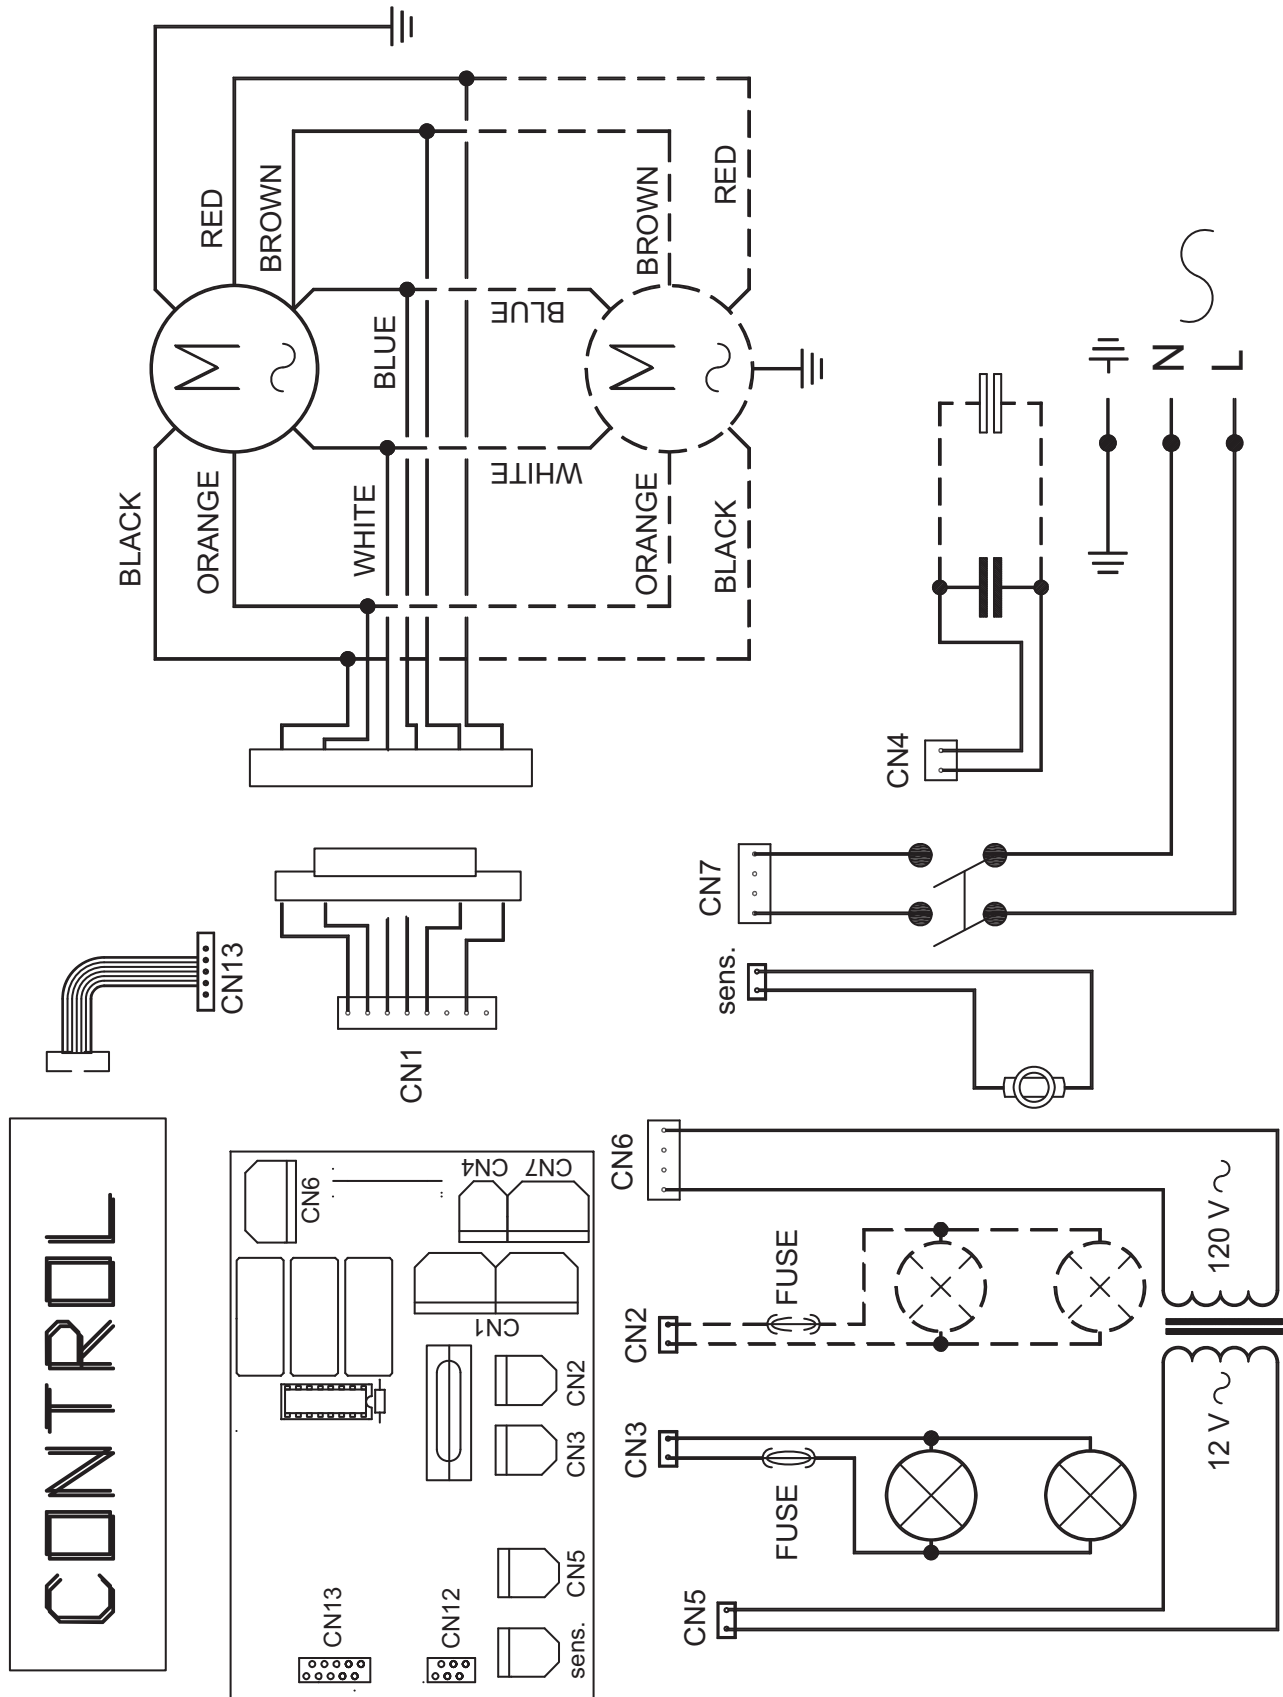 CONTROL
CN13
CN1
CN6
CN4
CN7
CN1
CN2
CN3
CN5
sens.
CN13
CN12
BLACK
ORANGE
WHITE
RED
BROWN
BLUE
M
BLUE
WHITE
M
BROWN
RED
ORANGE
BLACK
CN4
N
L
CN7
sens.
CN6
CN2
FUSE
CN3
FUSE
CN5
120 V ~
12 V ~